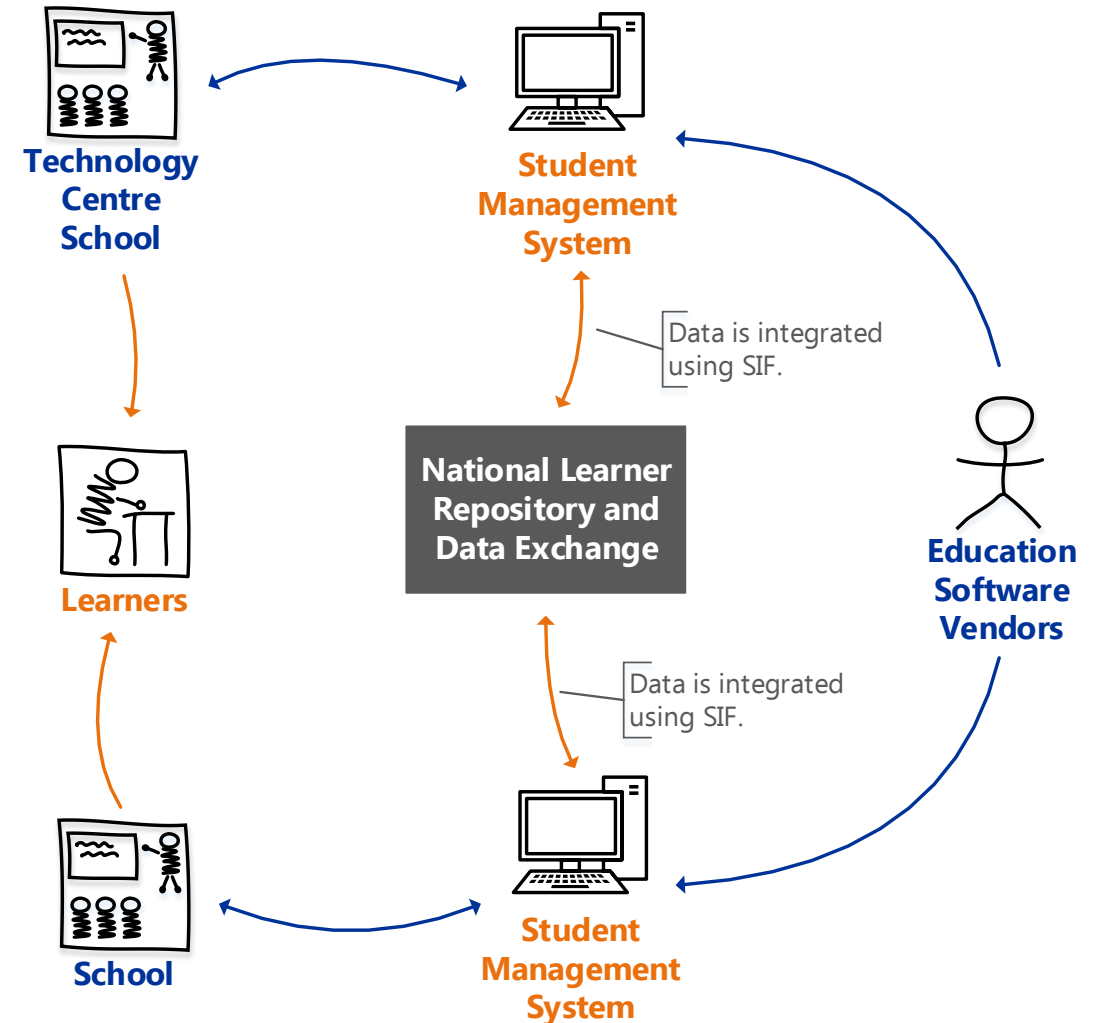 Technology
Centre
School
Student
Management
System
Data is integrated
using SIF.
National Learner
Repository and
Data Exchange
Education
Software
Vendors
Learners
Data is integrated
using SIF.
School
Student
Management
System